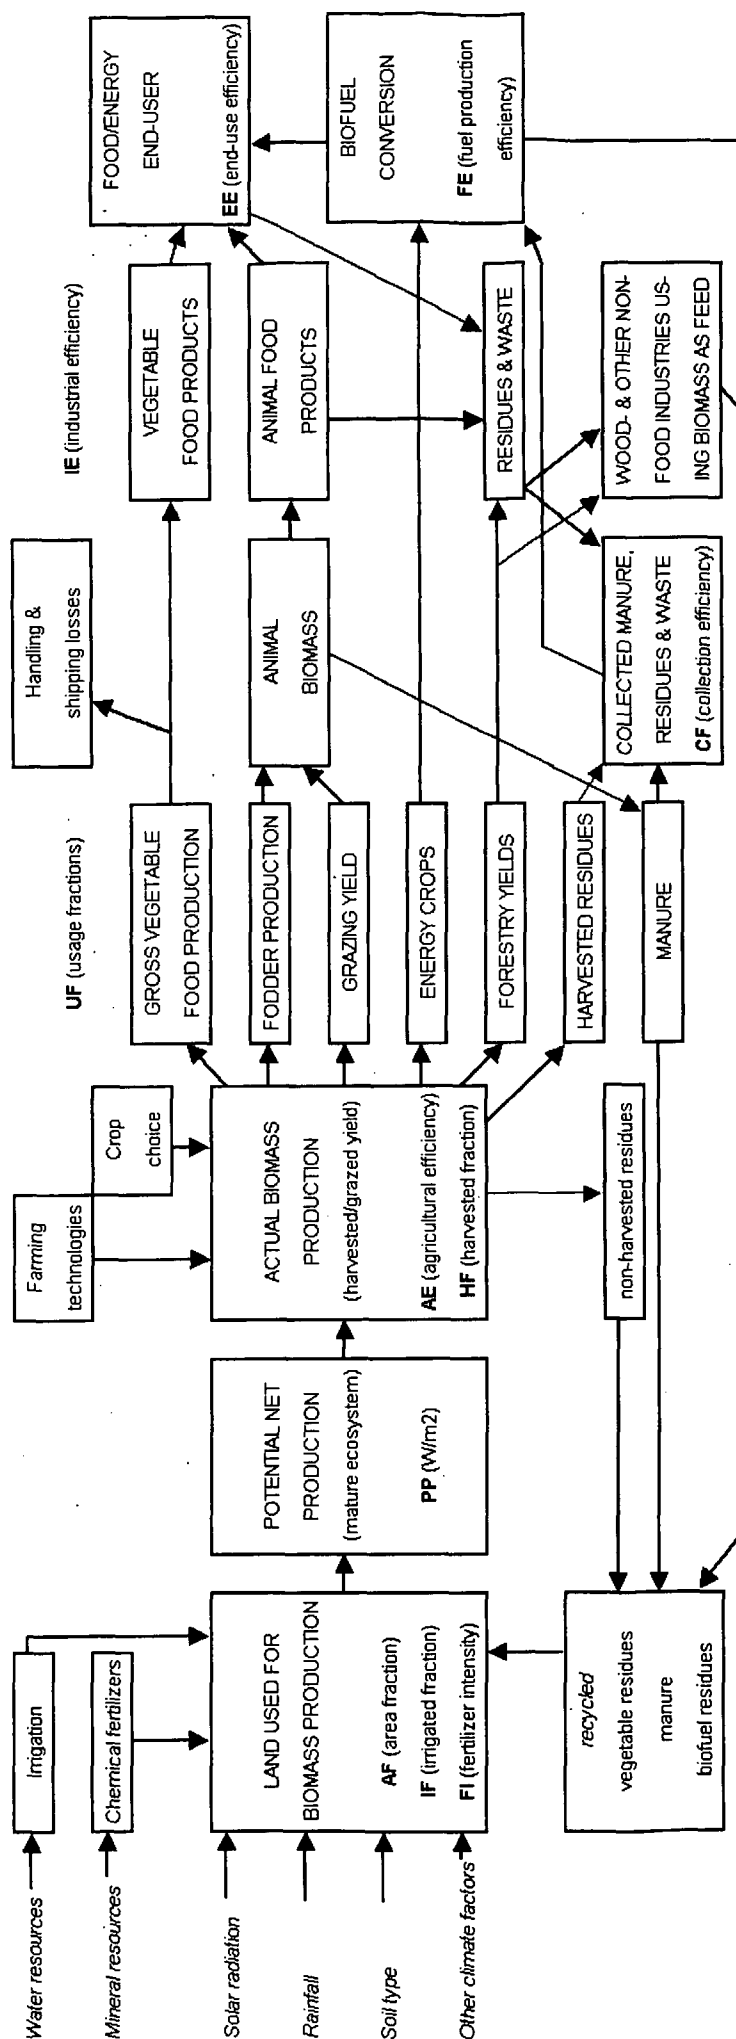 Water resources
Mineral resources
Solar radiation
Rainfall
Soil type
Other climate factors
Irrigation
Chemical fertilizers
LAND USED FOR
BIOMASS PRODUCTION
AF (area fraction)
IF (irrigated fraction)
FI (fertilizer intensity)
recycled
vegetable residues
manure
biofuel residues
POTENTIAL NET
PRODUCTION
(mature ecosystem)
PP (W/m2)
Farming
technologies
Crop
choice
ACTUAL BIOMASS
PRODUCTION
(harvested/grazed yield)
AE (agricultural efficiency)
HF (harvested fraction)
non-harvested residues
UF (usage fractions)
GROSS VEGETABLE
FOOD PRODUCTION
FODDER PRODUCTION
GRAZING YIELD
ENERGY CROPS
FORESTRY YIELDS
HARVESTED RESIDUES
MANURE
Handling &
shipping losses
ANIMAL
BIOMASS
COLLECTED MANURE,
RESIDUES & WASTE
CF (collection efficiency)
IE (industrial efficiency)
VEGETABLE
FOOD PRODUCTS
ANIMAL FOOD
PRODUCTS
RESIDUES & WASTE
WOOD- & OTHER NON-
FOOD INDUSTRIES US-
ING BIOMASS AS FEED
FOOD/ENERGY
END-USER
EE (end-use efficiency)
BIOFUEL
CONVERSION
FE (fuel production
efficiency)